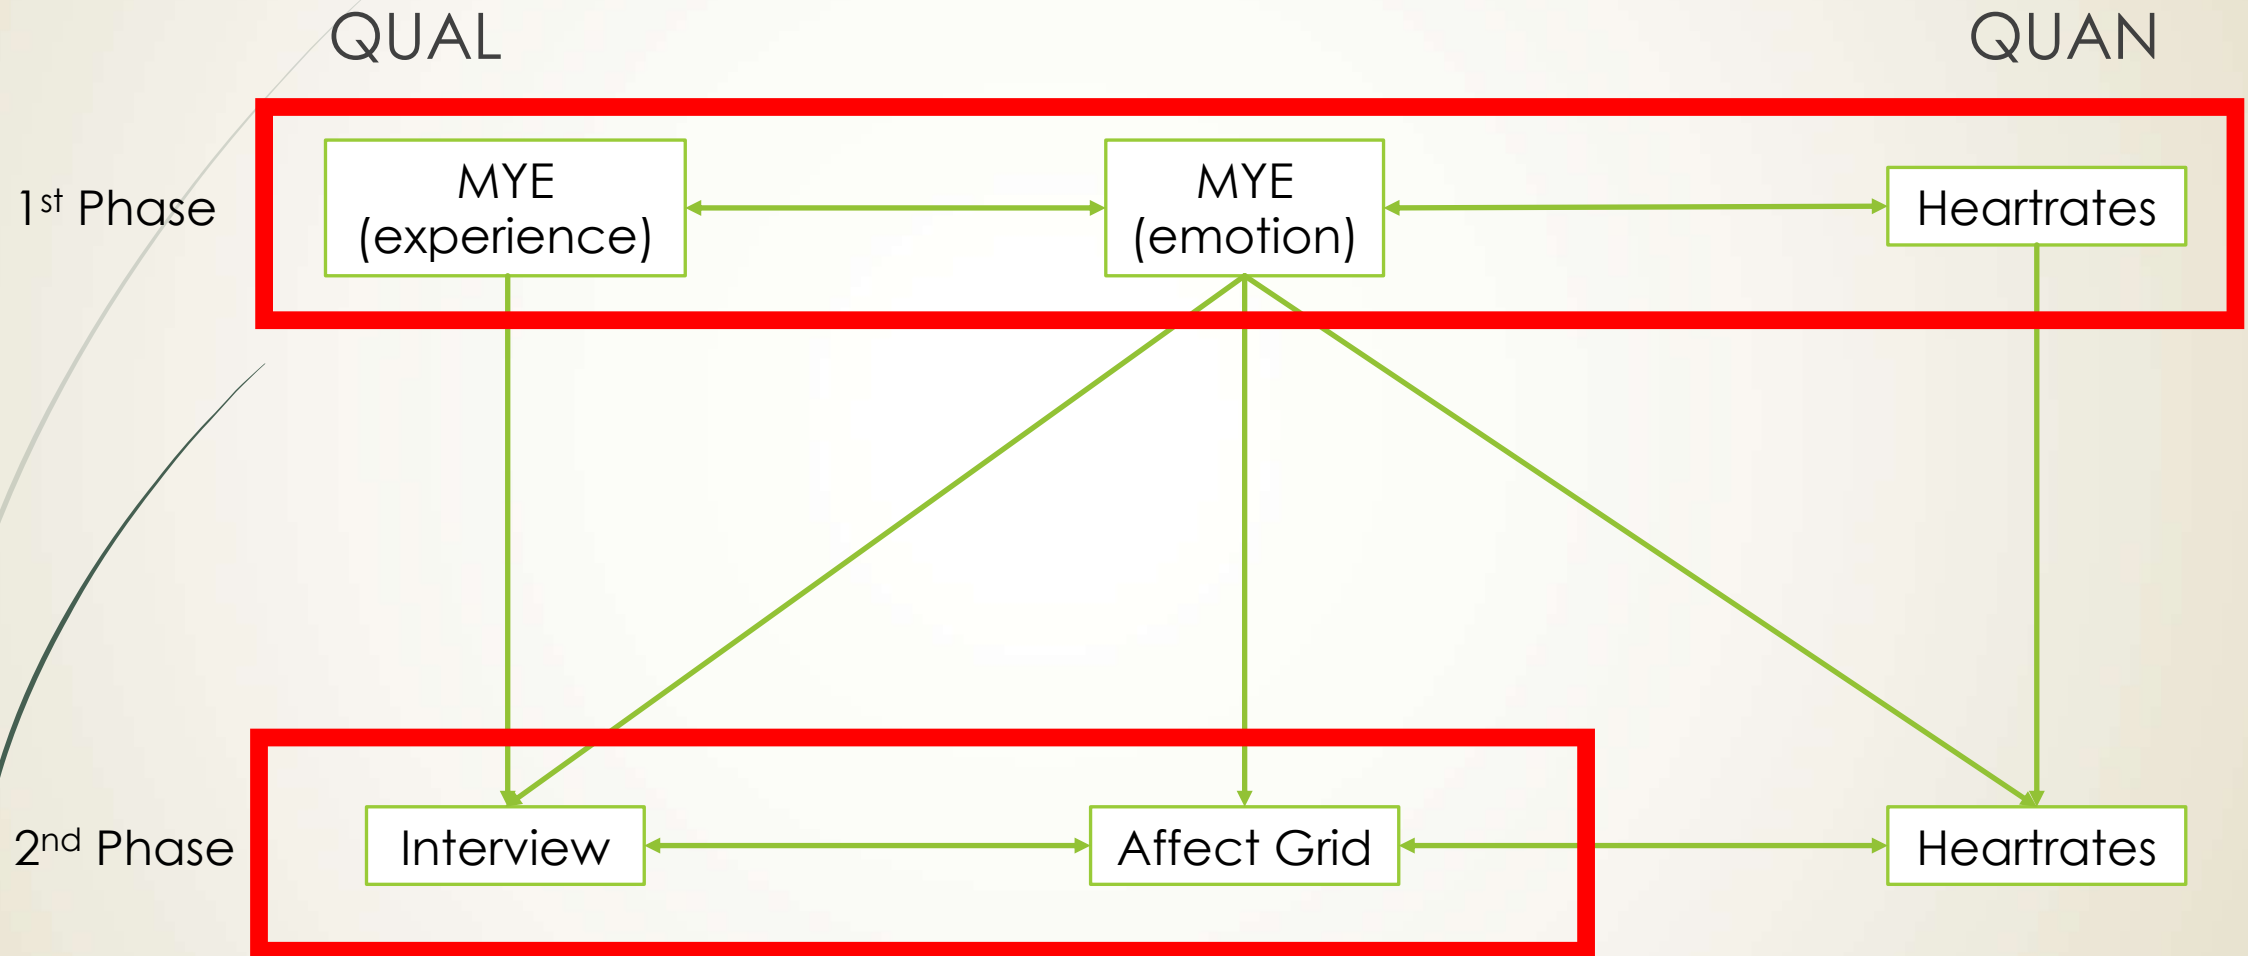 QUAL
QUAN
1st Phase
MYE
(experience)
MYE
(emotion)
Heartrates
2nd Phase
Interview
Affect Grid
Heartrates